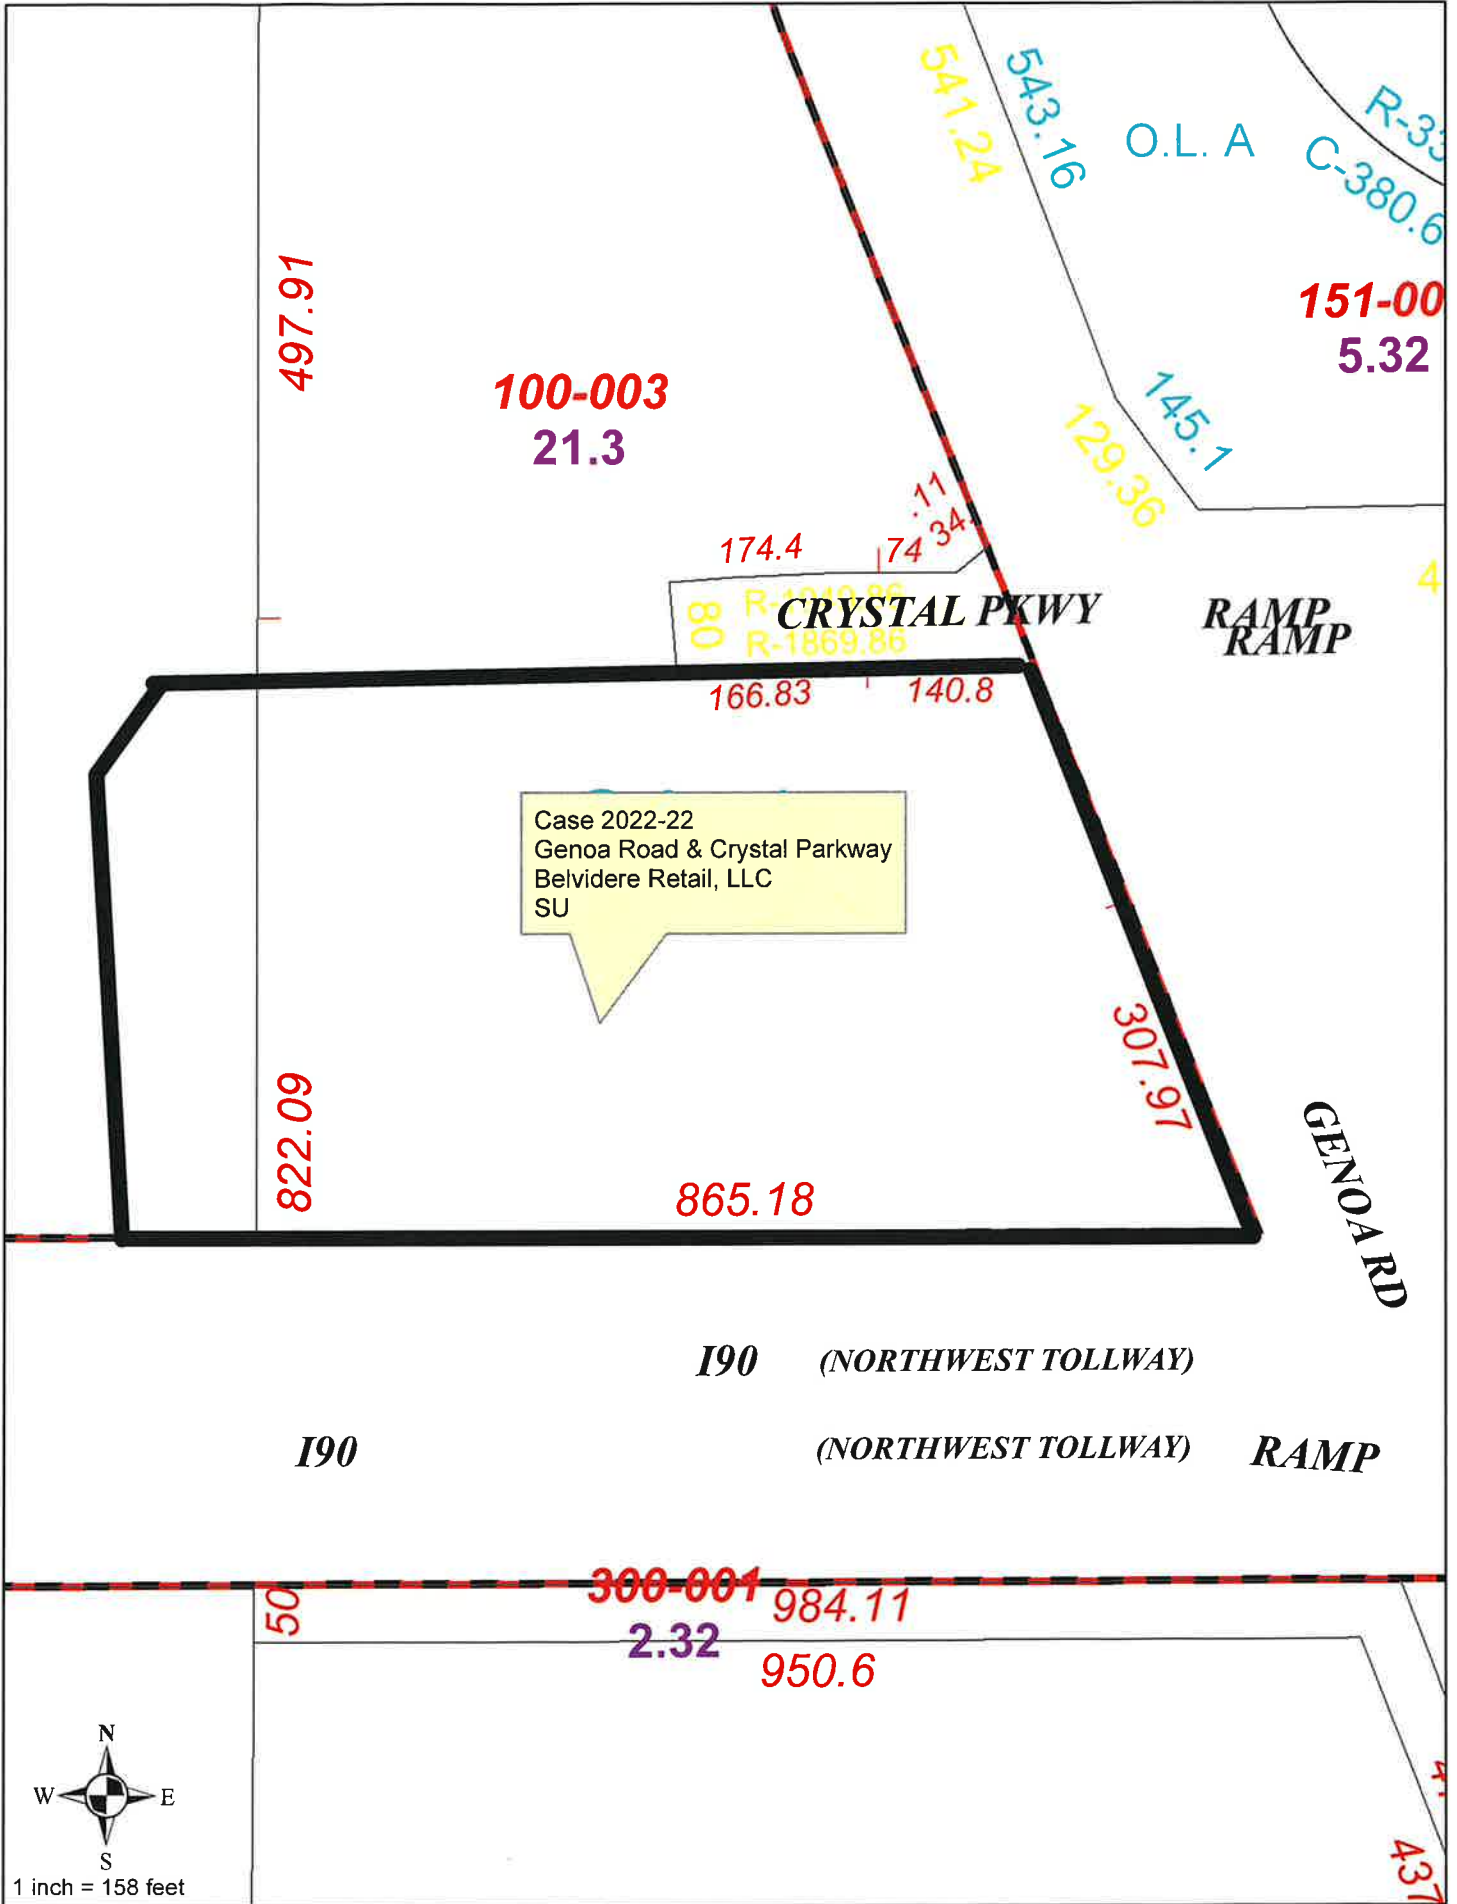 541.24
543.16
O.L. A
C-380.6
497.91
151-00
5.32
100-003
21.3
145.1
129.36
.11
34.
174.4
74
80
R-1949.86
R-1869.86
CRYSTAL PKWY
4
RAMP
RAMP
166.83
140.8
Case 2022-22
Genoa Road & Crystal Parkway
Belvidere Retail, LLC
SU
307.97
822.09
865.18
GENOA RD
I90 (NORTHWEST TOLLWAY)
I90 (NORTHWEST TOLLWAY) RAMP
300-001
984.11
50
2.32
950.6
N
W E
S
1 inch = 158 feet
437